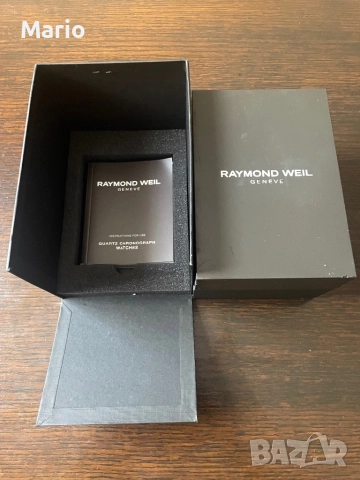 Mario
RAYMOND WEIL
GENEVE
INSTRUCTIONS FOR USE
QUARTZ CHRONOGRAPH
WATCHES
RAYMOND WEIL
GENEVE
BAZAR